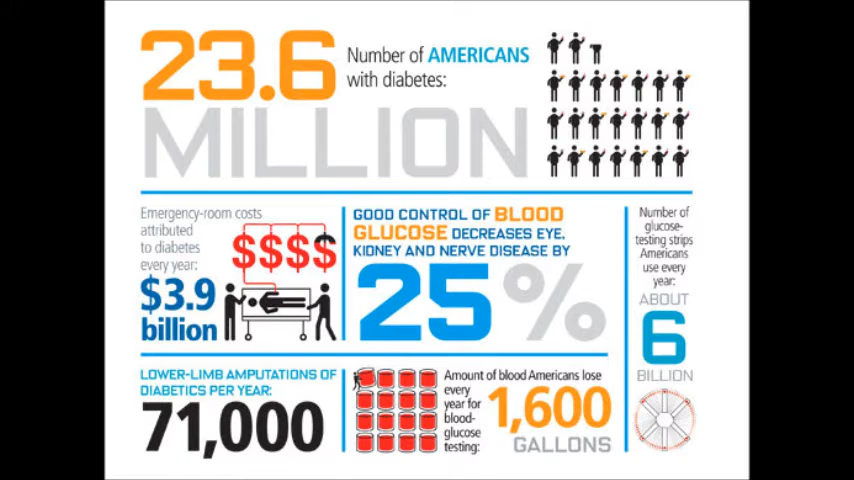 23.6
MILLION
Number of AMERICANS
with diabetes:
Emergency-room costs
attributed
to diabetes
every year:
$$$$
$3.9
billion
GOOD CONTROL OF BLOOD
GLUCOSE DECREASES EYE,
KIDNEY AND NERVE DISEASE BY
25%
Number of
glucose-
testing strips
Americans
use every
year:
ABOUT
6
BILLION
LOWER-LIMB AMPUTATIONS OF
DIABETICS PER YEAR:
71,000
Amount of blood Americans lose
every
year for
blood-
glucose
testing:
1,600
GALLONS